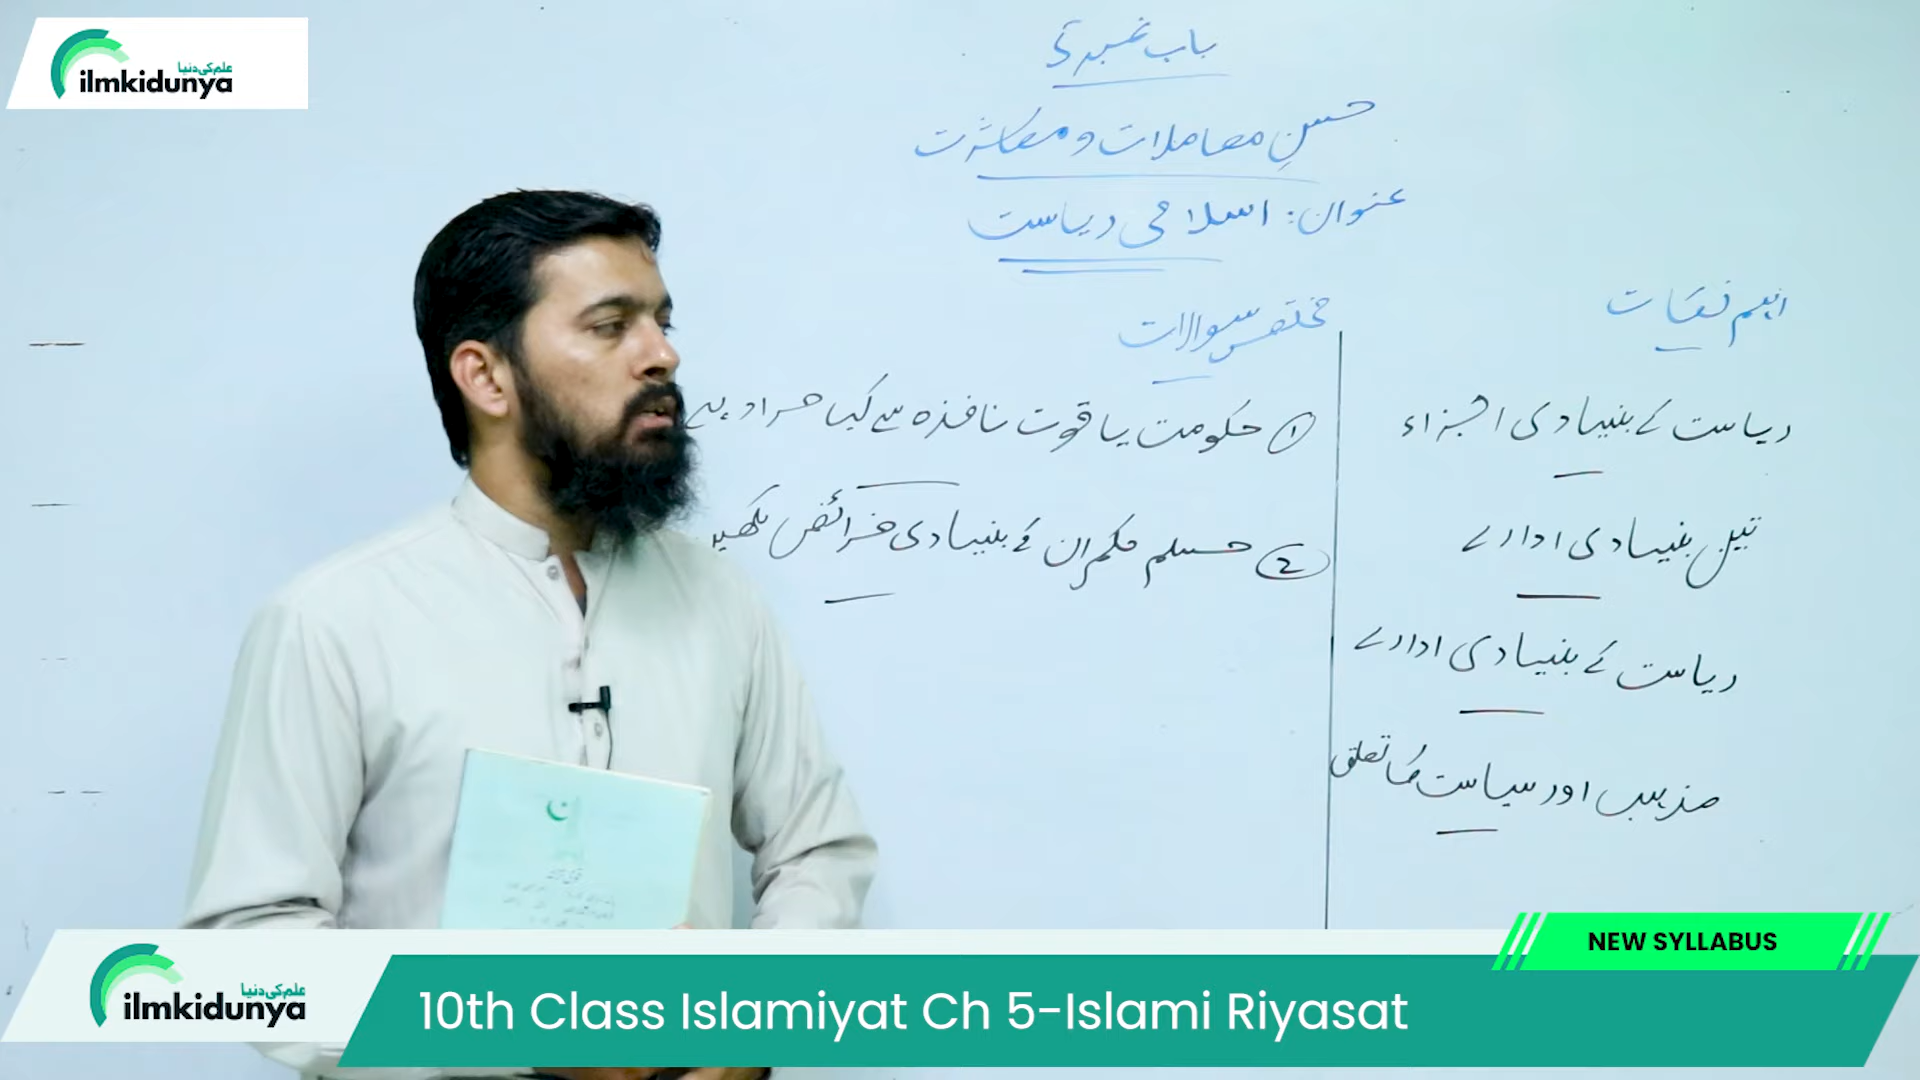 علم کی دنیا
ilmkidunya
باب نمبر 5
حسنِ معاملات و معاشرت
عنوان: اسلامی ریاست
اہم نقات
ریاست کے بنیادی اجزاء
تین بنیادی ادارے
ریاست کے بنیادی ادارے
مذہب اور سیاست کا تعلق
مختصر سوالات
① حکومت یا قوت نافذہ سے کیا مراد ہے
② مسلم حکمران کے بنیادی فرائض لکھیں
NEW SYLLABUS
علم کی دنیا
ilmkidunya
10th Class Islamiyat Ch 5-Islami Riyasat